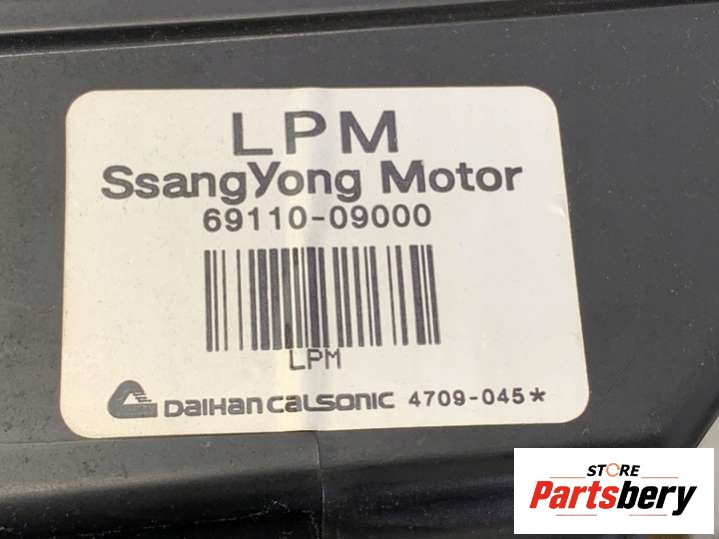 LPM
SsangYong Motor
69110-09000
LPM
DAIHAN CALSONIC 4709-045*
STORE
Partsbery